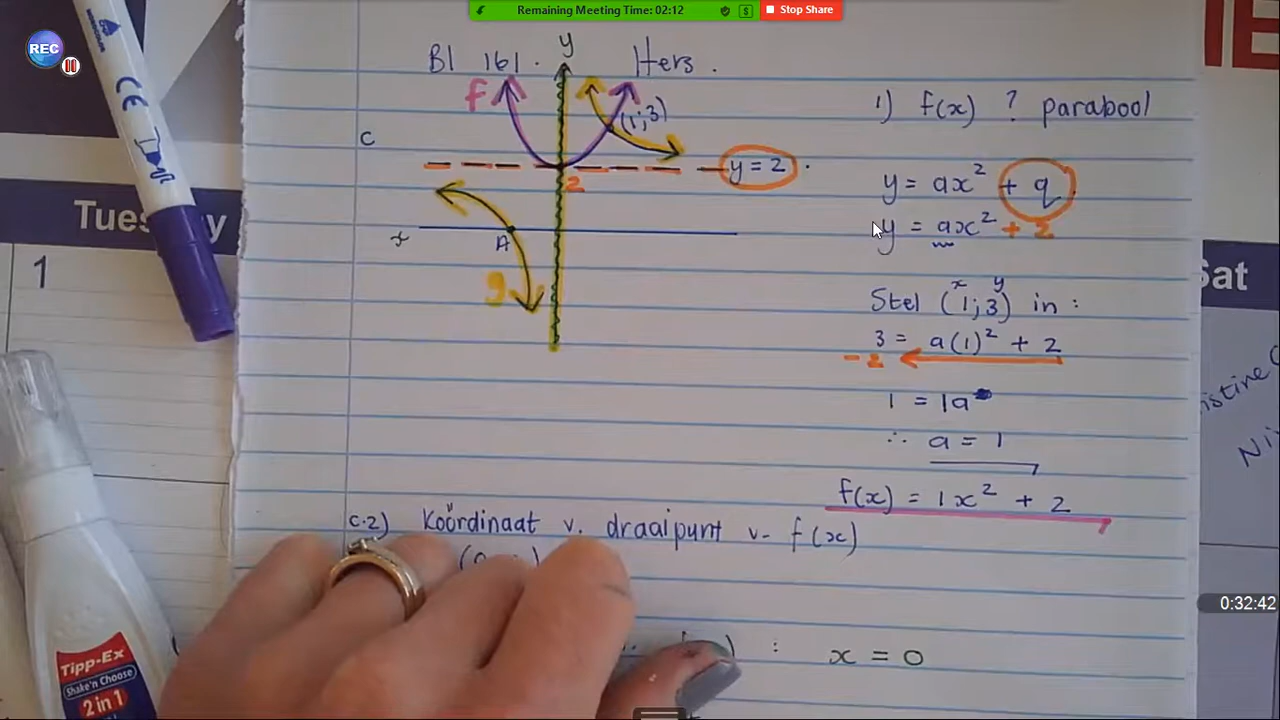 Remaining Meeting Time: 02:12
Stop Share
REC
Bl 161.
y
Hers.
f
(1;3)
c
y = 2
2
x
A
g
1) f(x) ? parabool
y = ax² + q
y = ax² + 2
x y
Stel (1;3) in :
3 = a(1)² + 2
- 2
1 = 1a
∴ a = 1
f(x) = 1x² + 2
c.2) Koördinaat v. draaipunt v. f(x)
: x = 0
Tuesday
1
Sat
CE
Tipp-Ex
Shake'n Choose
2 in 1
0:32:42